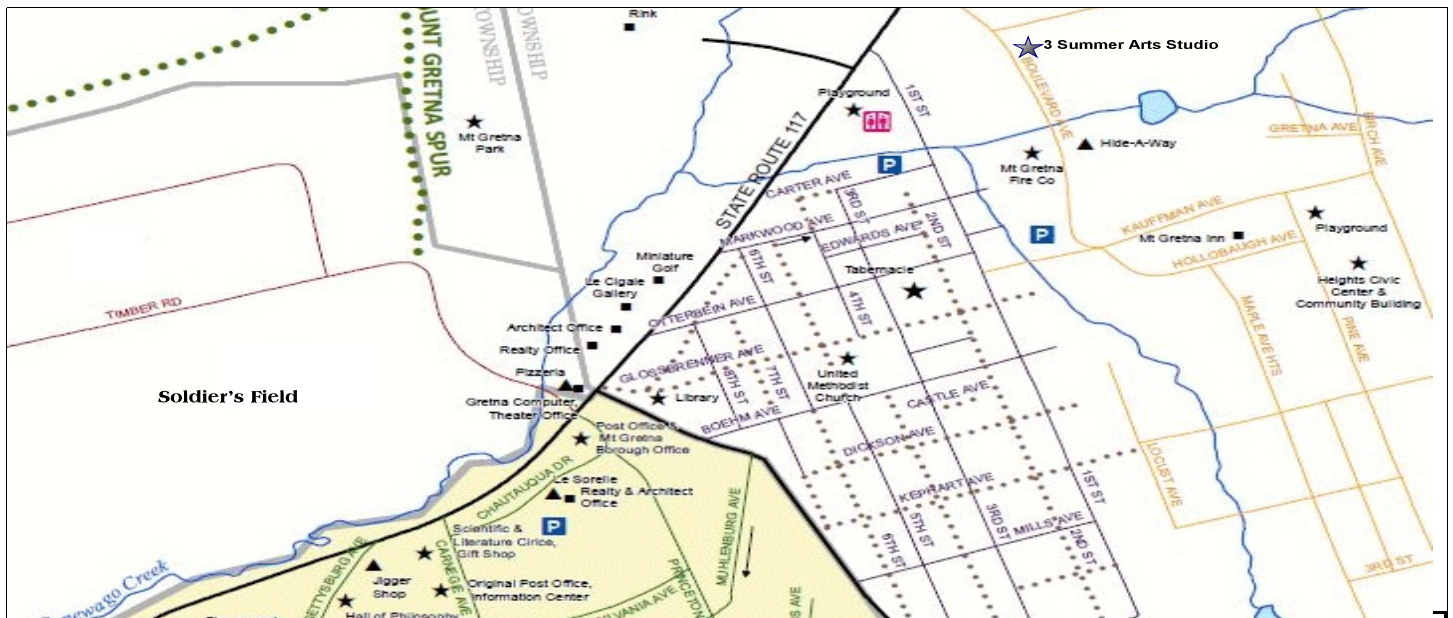 Rink
TOWNSHIP
TOWNSHIP
MOUNT GRETNA SPUR
3 Summer Arts Studio
Playground
1ST ST
BOULEVARD AVE
BIRCH AVE
GRETNA AVE
Mt Gretna
Park
STATE ROUTE 117
P
Hide-A-Way
Mt Gretna
Fire Co
CARTER AVE
3RD ST
2ND ST
MARKWOOD AVE
EDWARDS AVE
KAUFFMAN AVE
P
Playground
Mt Gretna Inn
HOLLOBAUGH AVE
Miniature
Golf
6TH ST
Tabernacle
Heights Civic
Center &
Community Building
Le Cigale
Gallery
TIMBER RD
OTTERBEIN AVE
4TH ST
MAPLE AVE HTS
PINE AVE
Architect Office
Realty Office
GLOSSBRENNER AVE
Pizzeria
8TH ST
7TH ST
United
Methodist
Church
Soldier's Field
Gretna Computer,
Theater Office
Library
CASTLE AVE
BOEHM AVE
Post Office &
Mt Gretna
Borough Office
DICKSON AVE
CHAUTAUQUA DR
LOCUST AVE
Le Sorelle
Realty & Architect
Office
P
MUHLENBURG AVE
KEPHART AVE
1ST ST
Scientific &
Literature Cirlce,
Gift Shop
5TH ST
3RD ST
MILLS AVE
6TH ST
2ND ST
CARNEGIE AVE
3RD ST
Jigger
Shop
Original Post Office,
Information Center
PRINCETON
Creek
Hall of Philosophy